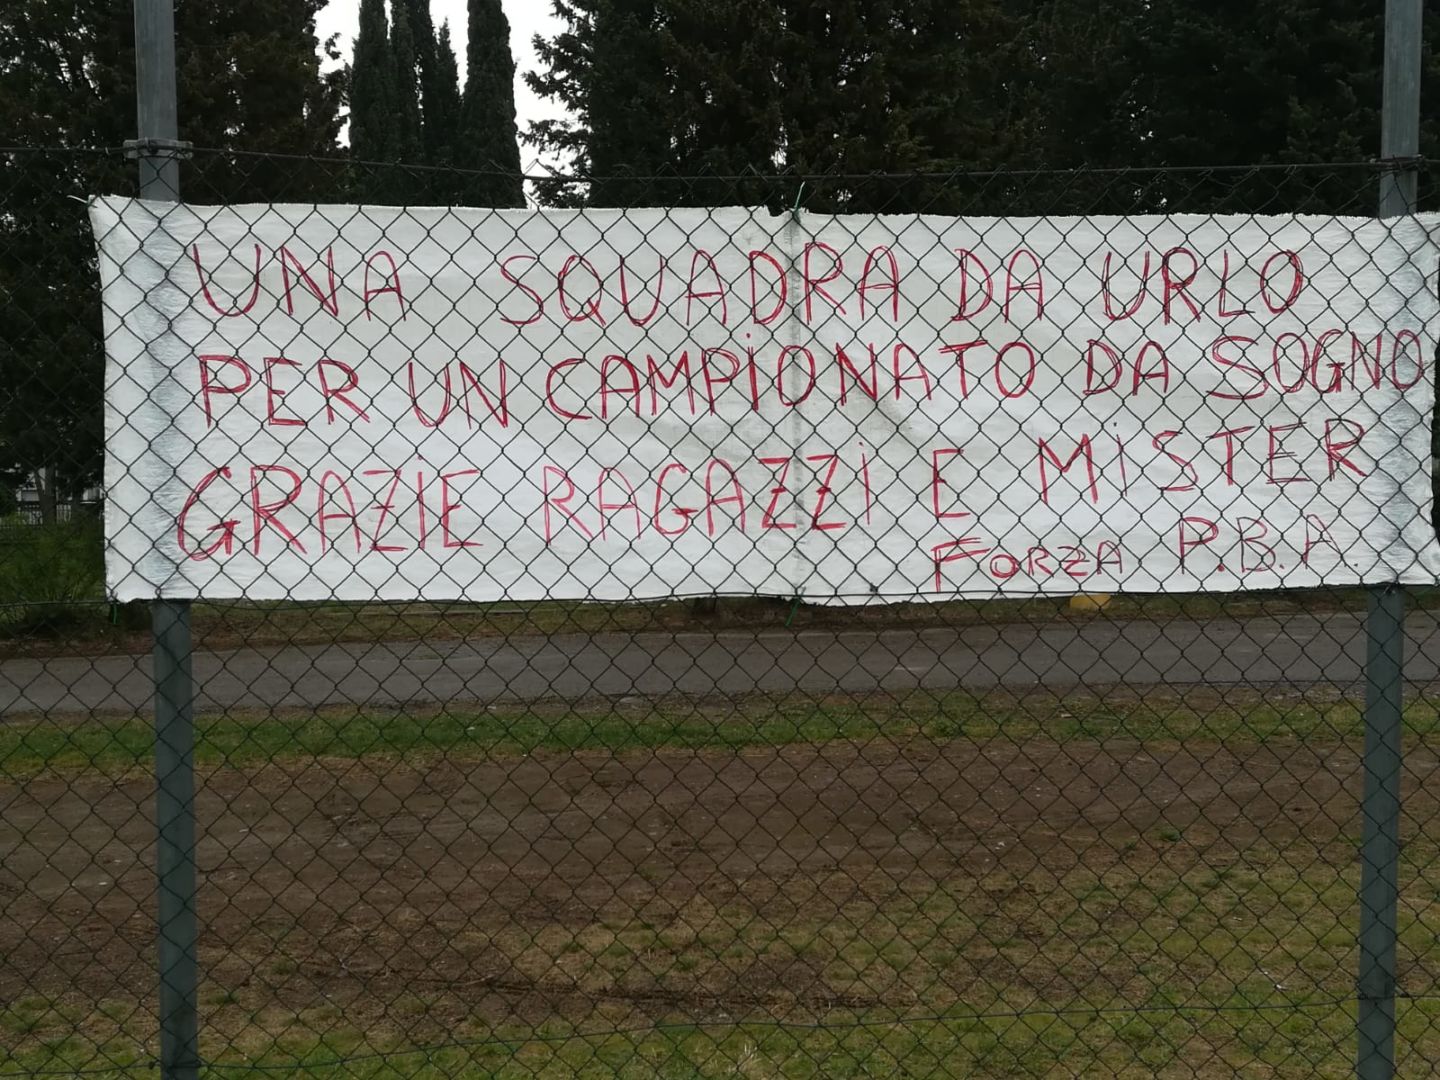 UNA SQUADRA DA URLO
PER UN CAMPiONATO DA SOGNO
GRAZIE RAGAZZi E MiSTER
FORZA P.B.A.